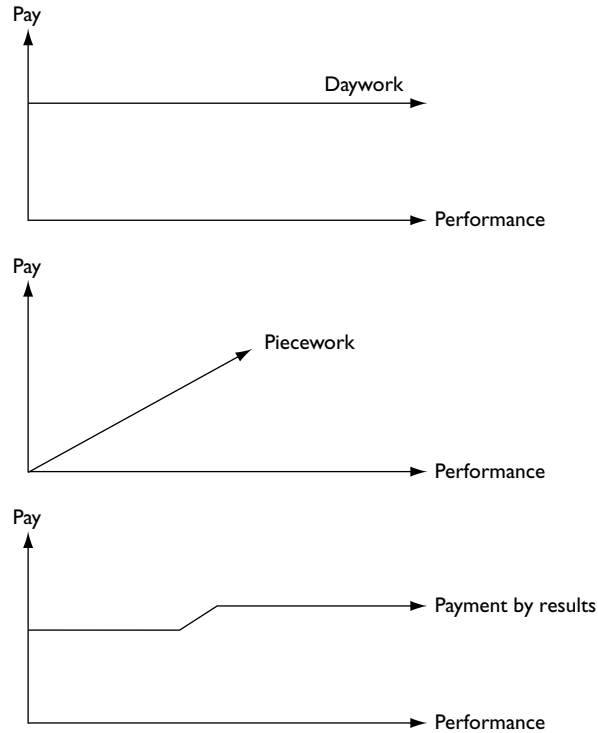 Pay
Daywork
Performance
Pay
Piecework
Performance
Pay
Payment by results
Performance